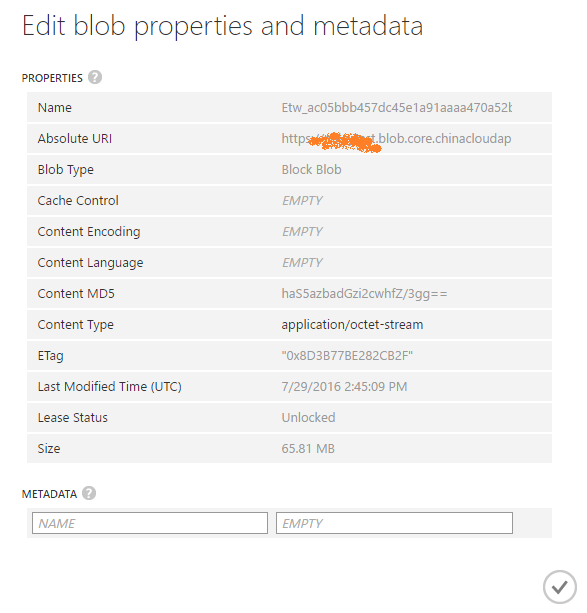 Edit blob properties and metadata
PROPERTIES ?
Name Etw_ac05bbb457dc45e1a91aaaa470a52b
Absolute URI https t.blob.core.chinacloudap
Blob Type Block Blob
Cache Control EMPTY
Content Encoding EMPTY
Content Language EMPTY
Content MD5 haS5azbadGzi2cwhfZ/3gg==
Content Type application/octet-stream
ETag "0x8D3B77BE282CB2F"
Last Modified Time (UTC) 7/29/2016 2:45:09 PM
Lease Status Unlocked
Size 65.81 MB
METADATA ?
NAME EMPTY